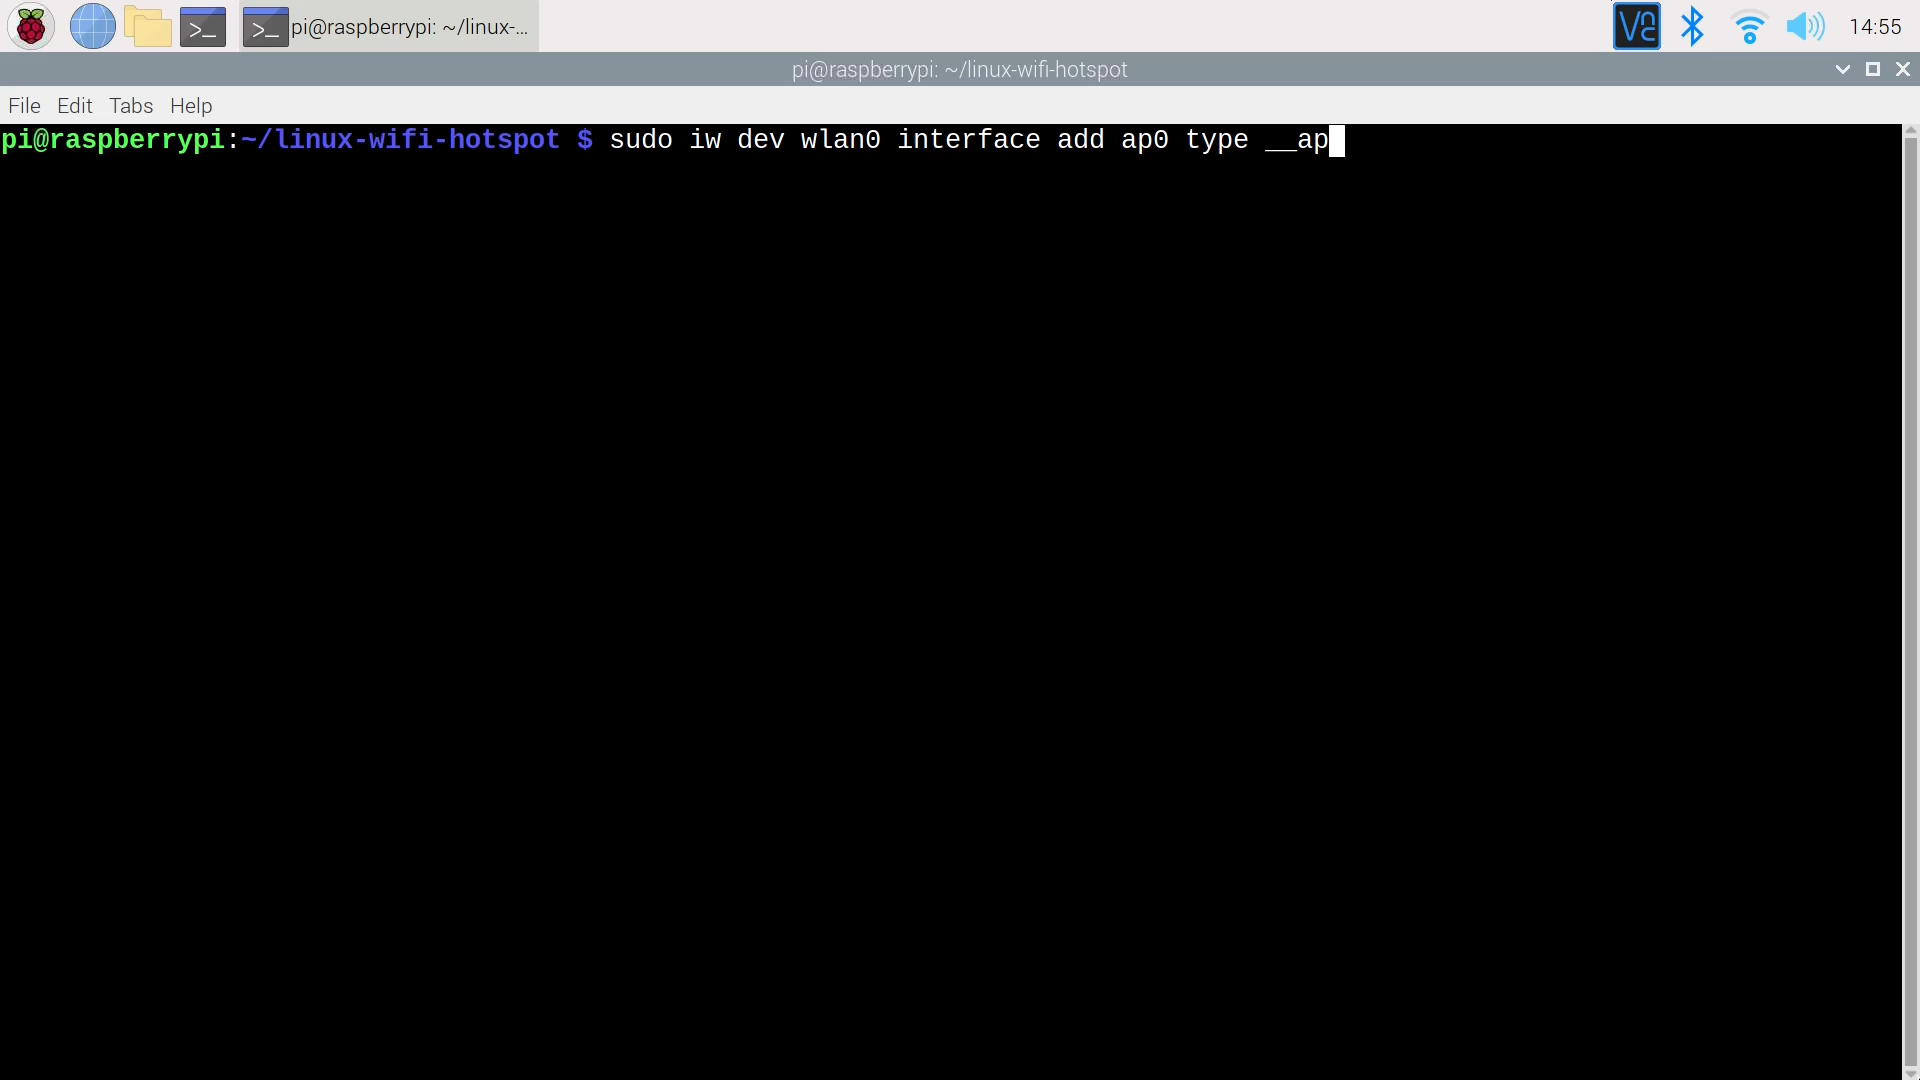 pi@raspberrypi: ~/linux-... VNC 14:55
pi@raspberrypi: ~/linux-wifi-hotspot
File Edit Tabs Help
pi@raspberrypi:~/linux-wifi-hotspot $ sudo iw dev wlan0 interface add ap0 type __ap